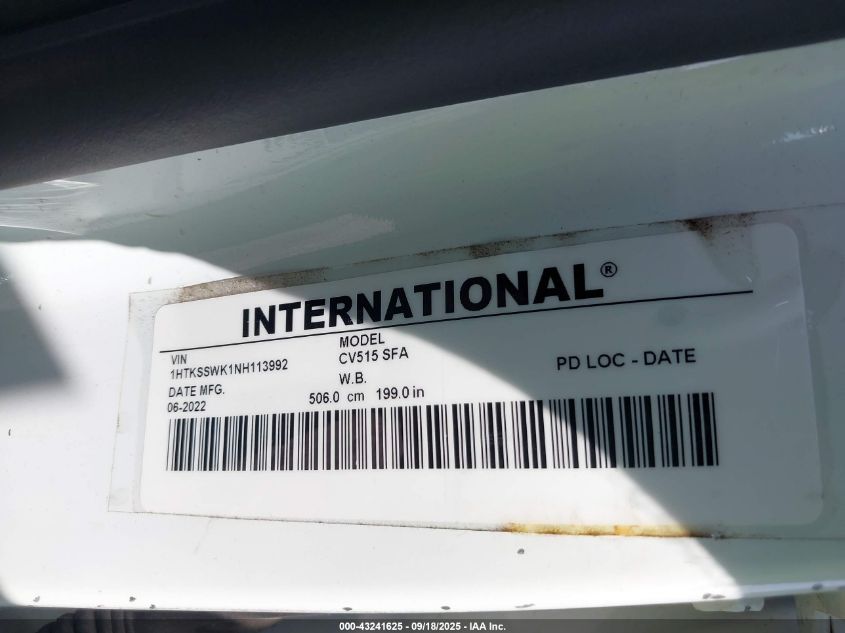 INTERNATIONAL®
VIN
1HTKSSWK1NH113992
MODEL
CV515 SFA
PD LOC - DATE
DATE MFG.
06-2022
W.B.
506.0 cm 199.0 in
000-43241625 - 09/18/2025 - IAA Inc.